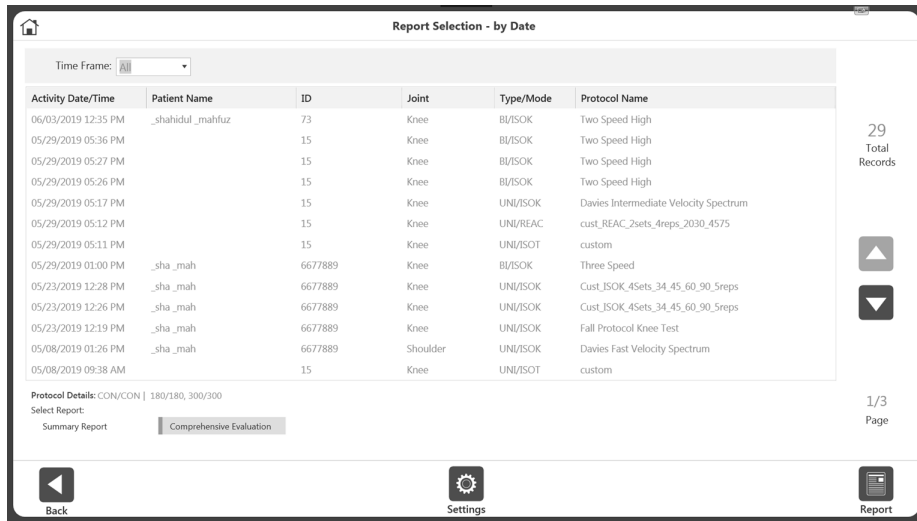 Report Selection - by Date
Time Frame: All
Activity Date/Time Patient Name ID Joint Type/Mode Protocol Name
06/03/2019 12:35 PM _shahidul _mahfuz 73 Knee BI/ISOK Two Speed High
05/29/2019 05:36 PM 15 Knee BI/ISOK Two Speed High
05/29/2019 05:27 PM 15 Knee BI/ISOK Two Speed High
05/29/2019 05:26 PM 15 Knee BI/ISOK Two Speed High
05/29/2019 05:17 PM 15 Knee UNI/ISOK Davies Intermediate Velocity Spectrum
05/29/2019 05:12 PM 15 Knee UNI/REAC cust_REAC_2sets_4reps_2030_4575
05/29/2019 05:11 PM 15 Knee UNI/ISOT custom
05/29/2019 01:00 PM _sha _mah 6677889 Knee BI/ISOK Three Speed
05/23/2019 12:28 PM _sha _mah 6677889 Knee UNI/ISOK Cust_ISOK_4Sets_34_45_60_90_5reps
05/23/2019 12:26 PM _sha _mah 6677889 Knee UNI/ISOK Cust_ISOK_4Sets_34_45_60_90_5reps
05/23/2019 12:19 PM _sha _mah 6677889 Knee UNI/ISOK Fall Protocol Knee Test
05/08/2019 01:26 PM _sha _mah 6677889 Shoulder UNI/ISOK Davies Fast Velocity Spectrum
05/08/2019 09:38 AM 15 Knee UNI/ISOT custom
29
Total
Records
Protocol Details: CON/CON | 180/180, 300/300
Select Report:
Summary Report Comprehensive Evaluation
1/3
Page
Back Settings Report